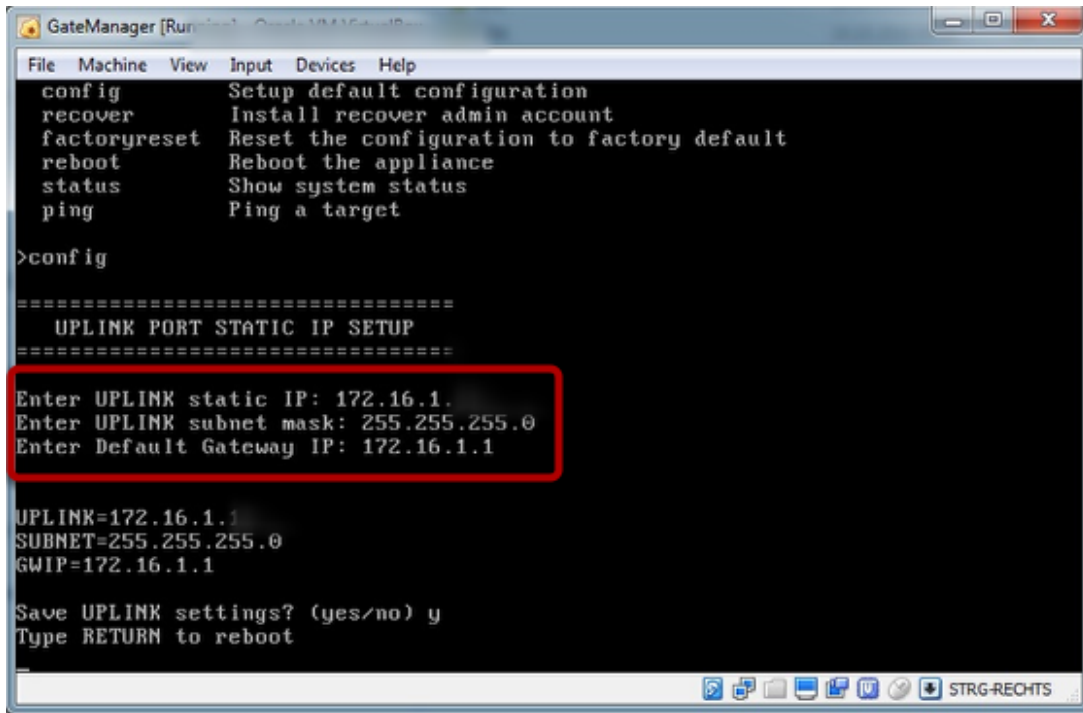 GateManager [Run
File Machine View Input Devices Help
config Setup default configuration
recover Install recover admin account
factoryreset Reset the configuration to factory default
reboot Reboot the appliance
status Show system status
ping Ping a target
>config
==================================
UPLINK PORT STATIC IP SETUP
==================================
Enter UPLINK static IP: 172.16.1.
Enter UPLINK subnet mask: 255.255.255.0
Enter Default Gateway IP: 172.16.1.1
UPLINK=172.16.1.
SUBNET=255.255.255.0
GWIP=172.16.1.1
Save UPLINK settings? (yes/no) y
Type RETURN to reboot
_
STRG-RECHTS